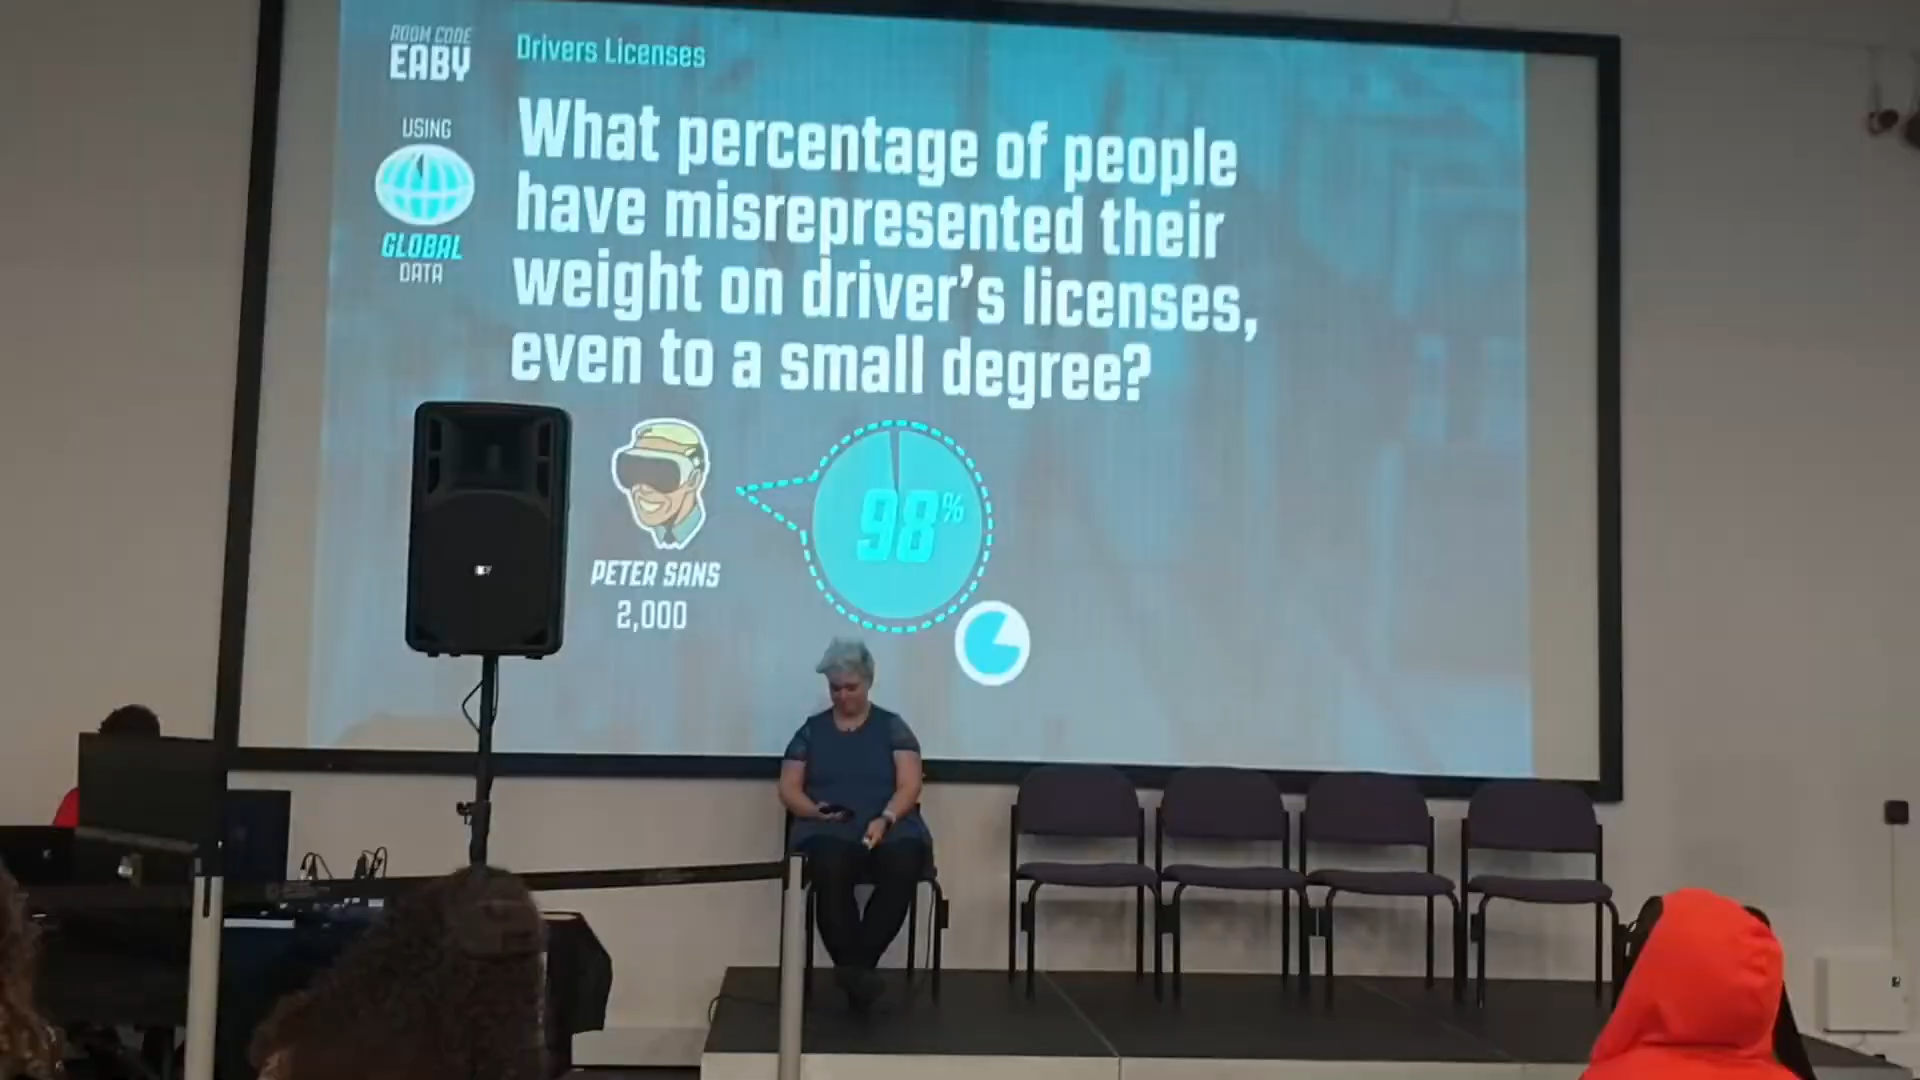 ROOM CODE
EABY
USING
GLOBAL
DATA
Drivers Licenses
What percentage of people
have misrepresented their
weight on driver's licenses,
even to a small degree?
98%
PETER SANS
2,000